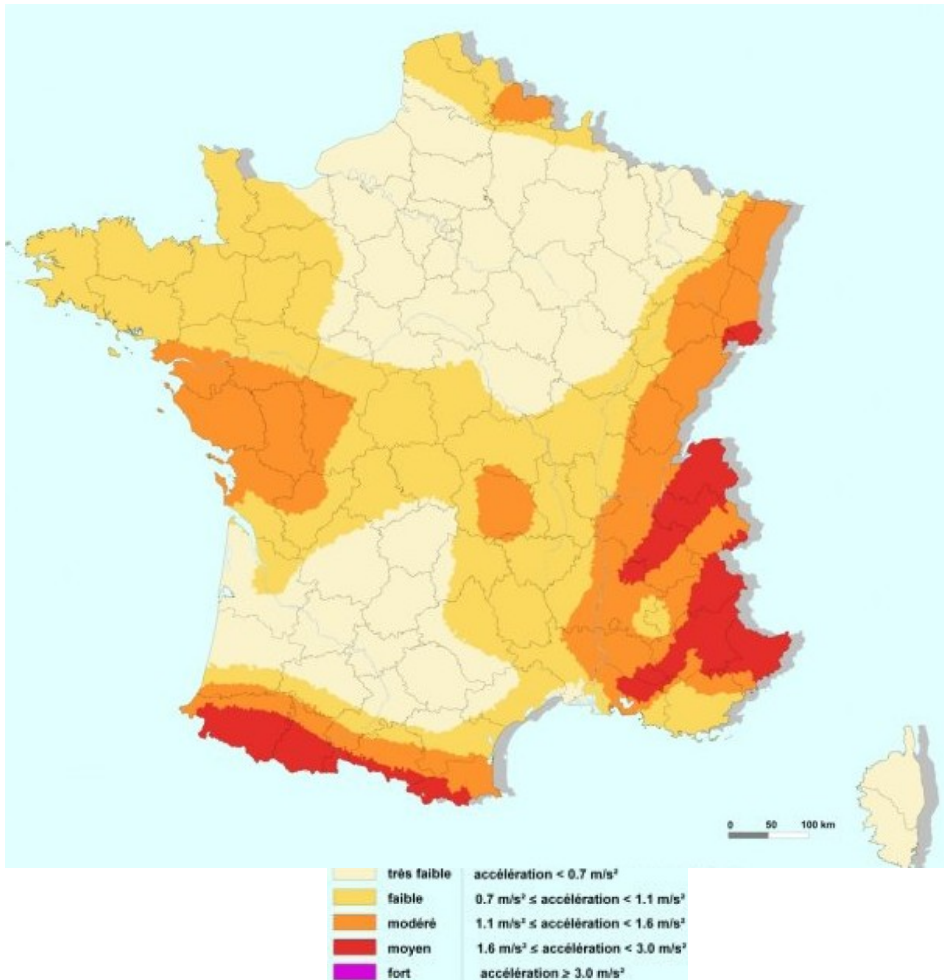 0 50 100 km
très faible accélération < 0.7 m/s²
faible 0.7 m/s² ≤ accélération < 1.1 m/s²
modéré 1.1 m/s² ≤ accélération < 1.6 m/s²
moyen 1.6 m/s² ≤ accélération < 3.0 m/s²
fort accélération ≥ 3.0 m/s²